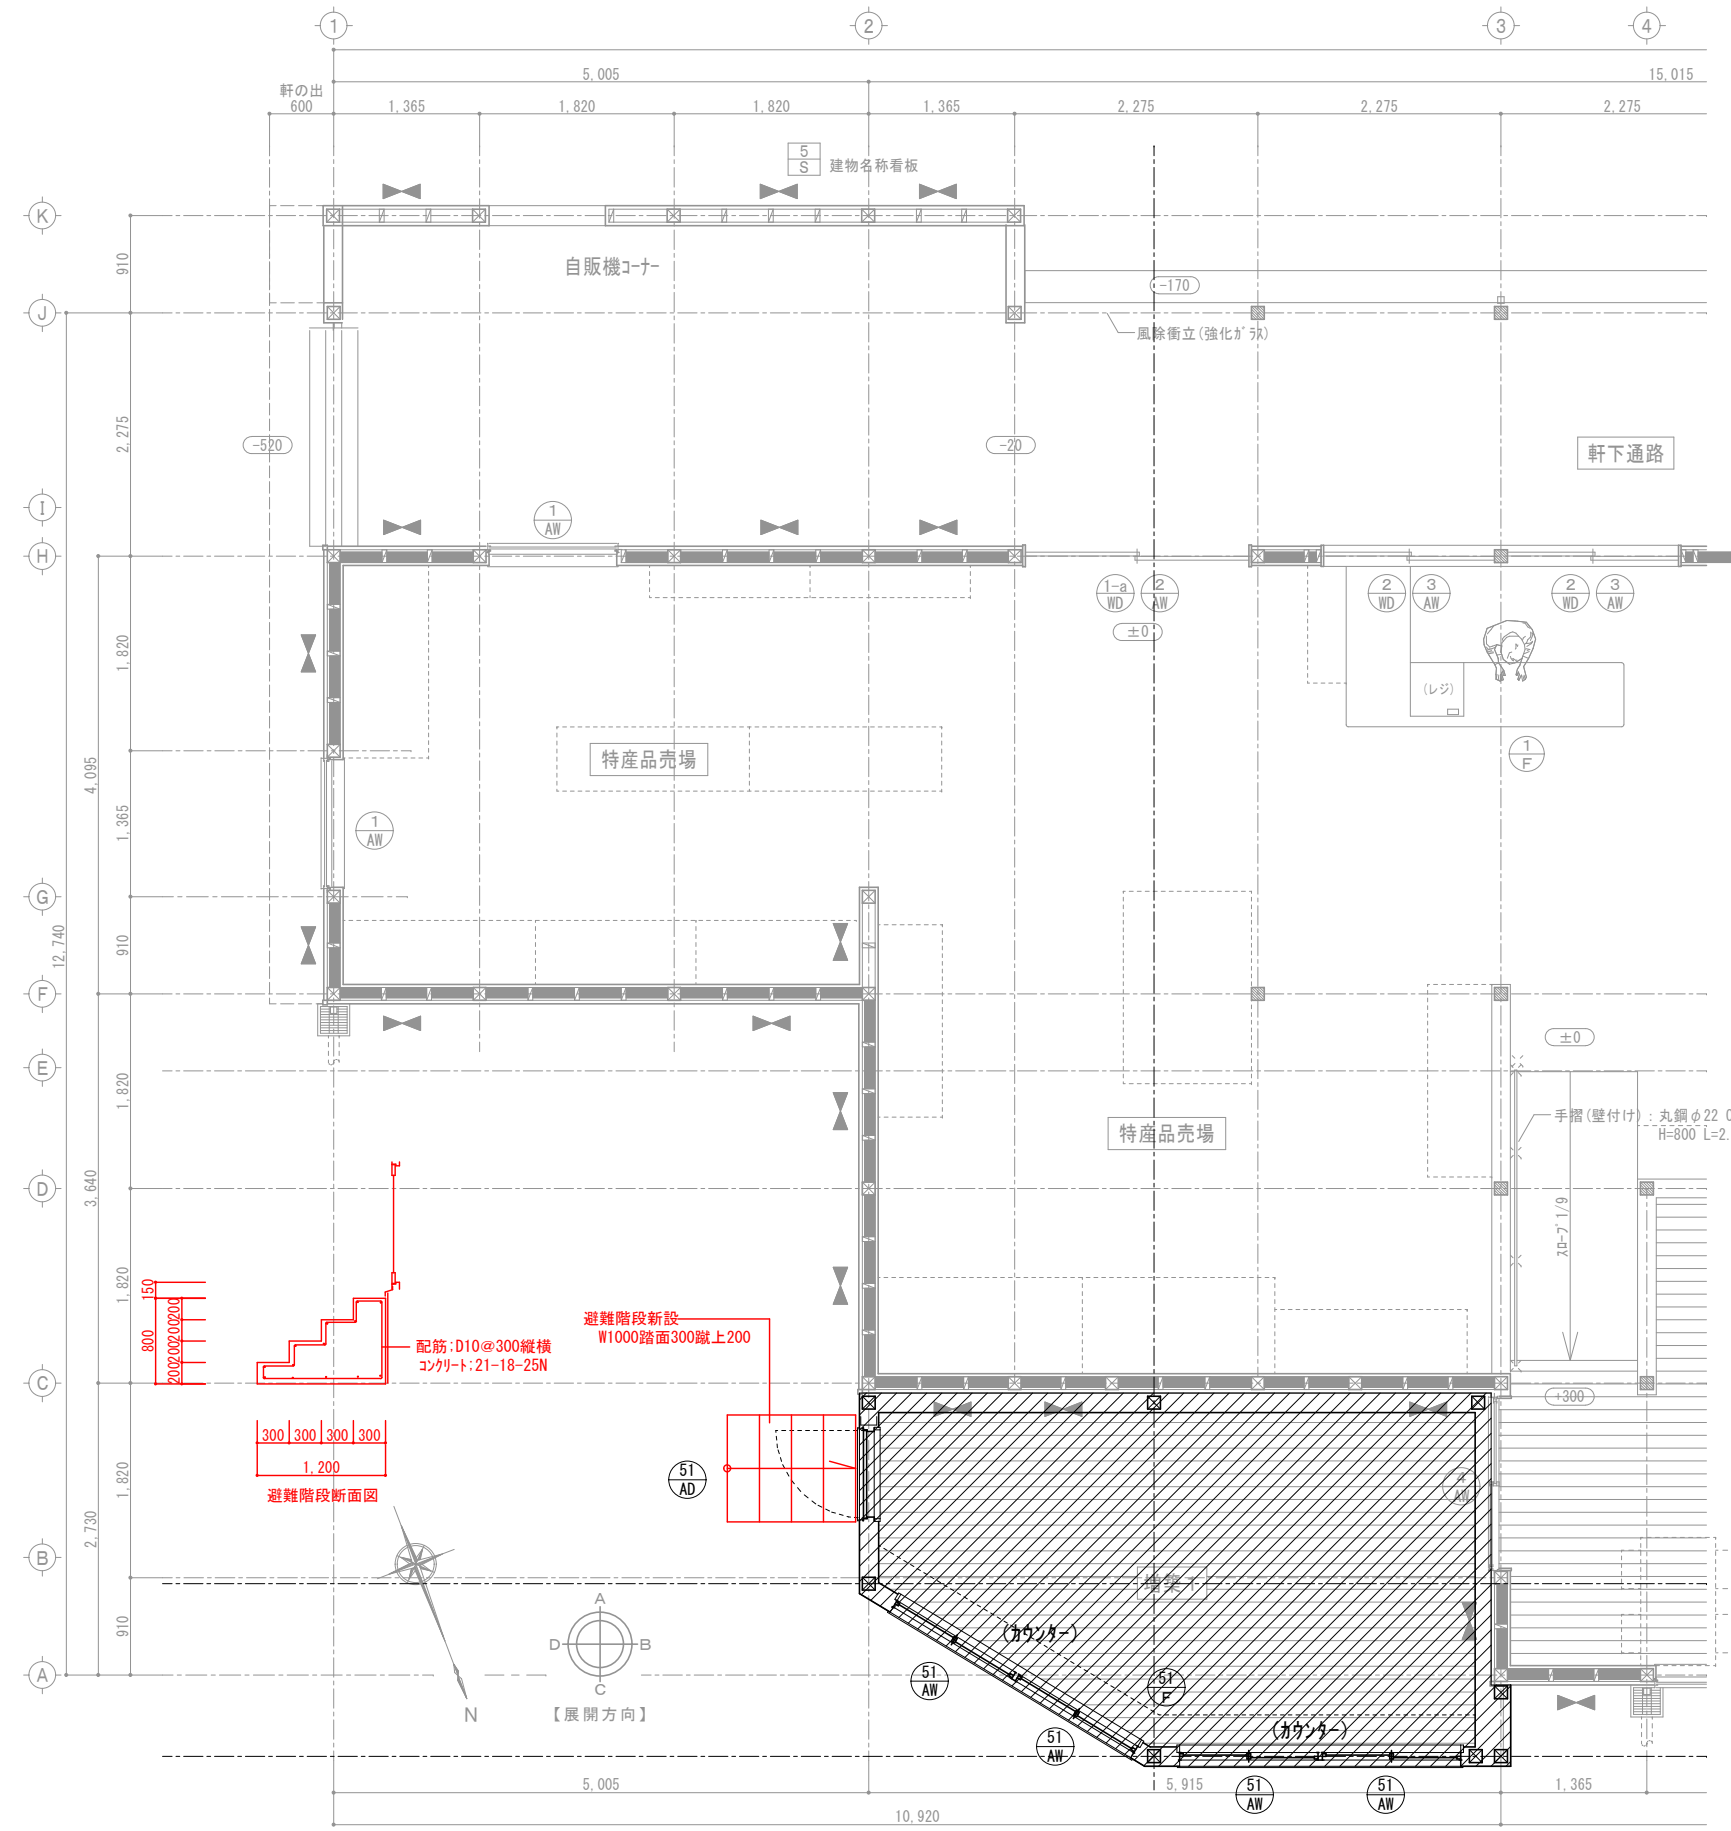 1
2
3
4
5,005
15,015
軒の出
600
1,365
1,820
1,820
1,365
2,275
2,275
2,275
5
S
建物名称看板
K
910
自販機コーナー
-170
J
風除衝立(強化ガラス)
2,275
-520
-20
軒下通路
I
1
AW
H
1-a
WD
2
AW
2
WD
3
AW
2
WD
3
AW
±0
1,820
(レジ)
特産品売場
1
F
4,095
1,365
1
AW
G
12,740
910
F
±0
E
1,820
手摺(壁付け):丸鋼φ22
H=800 L=2.
特産品売場
D
3,640
スロープ 1/9
1,820
150
800
200
200
200
200
避難階段新設
W1000踏面300蹴上200
配筋;D10@300縦横
コンクリート;21-18-25N
C
+300
300
300
300
300
1,200
避難階段断面図
51
AD
4
AW
1,820
2,730
B
増築1
910
A
D
B
C
(カウンター)
51
AW
51
F
A
N
【展開方向】
(カウンター)
51
AW
5,005
5,915
1,365
51
AW
51
AW
10,920